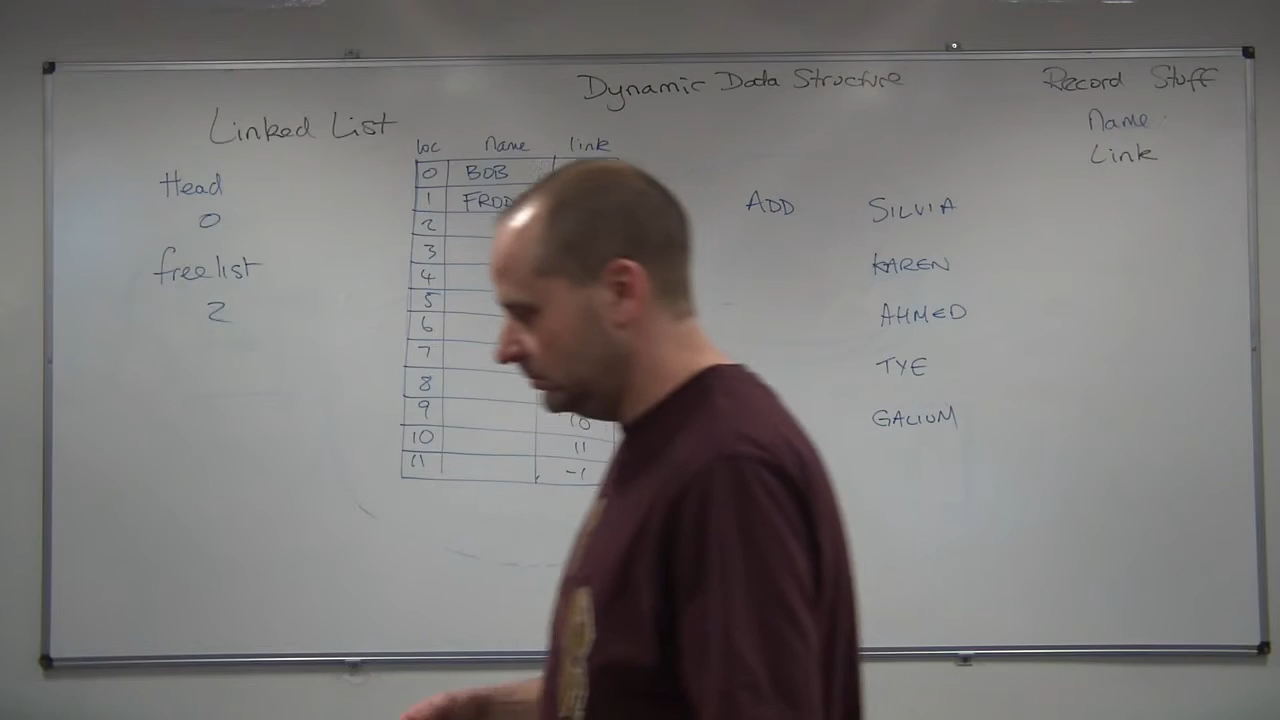 Dynamic Data Structure
Record Stuff
Name
Link
Linked List
Head
0
freelist
2
loc name link
0 BOB
1
2
3
4
5
6
7
8
9 10
10 11
11 -1
ADD
SILVIA
KAREN
AHMED
TYE
GALIUM